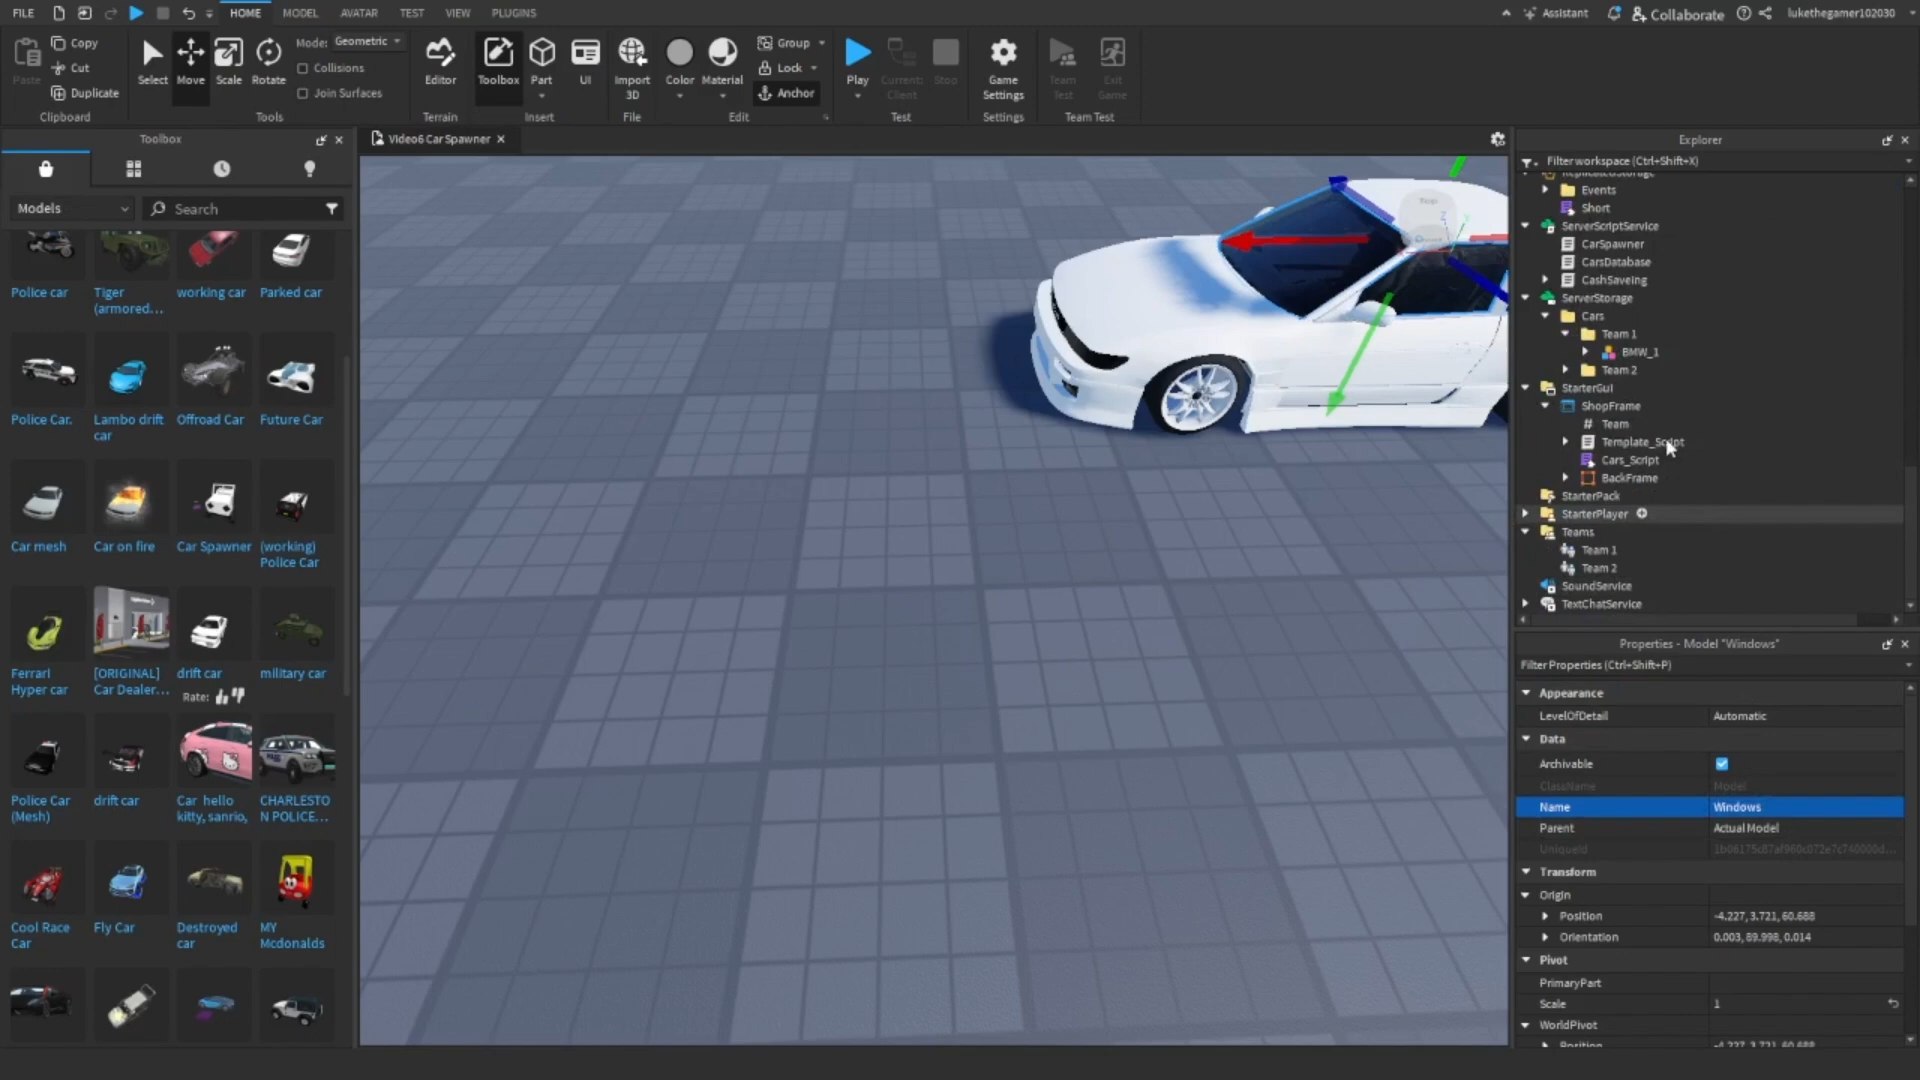 FILE HOME MODEL AVATAR TEST VIEW PLUGINS Assistant Collaborate lukethegamer102030
Paste Copy Cut Duplicate Clipboard
Select Move Scale Rotate Mode: Geometric Collisions Join Surfaces Tools
Editor Terrain
Toolbox Part UI Insert
Import 3D File
Color Material Group Lock Anchor Edit
Play Current: Client Stop Test
Game Settings Settings
Team Test Exit Game Team Test
Toolbox
Models Search
Police car Tiger (armored... working car Parked car
Police Car. Lambo drift car Offroad Car Future Car
Car mesh Car on fire Car Spawner (working) Police Car
Ferrari Hyper car [ORIGINAL] Car Dealer... drift car military car
Rate:
Police Car (Mesh) drift car Car hello kitty, sanrio, CHARLESTO N POLICE...
Cool Race Car Fly Car Destroyed car MY Mcdonalds
Video6 Car Spawner
Explorer
Filter workspace (Ctrl+Shift+X)
ReplicatedStorage
Events
Short
ServerScriptService
CarSpawner
CarsDatabase
CashSaveing
ServerStorage
Cars
Team 1
BMW_1
Team 2
StarterGui
ShopFrame
# Team
Template_Script
Cars_Script
BackFrame
StarterPack
StarterPlayer
Teams
Team 1
Team 2
SoundService
TextChatService
Properties - Model "Windows"
Filter Properties (Ctrl+Shift+P)
Appearance
LevelOfDetail Automatic
Data
Archivable
ClassName Model
Name Windows
Parent Actual Model
UniqueId
Transform
Origin
Position -4.227, 3.721, 60.688
Orientation 0.003, 89.998, 0.014
Pivot
PrimaryPart
Scale 1
WorldPivot
Position -4.227, 3.721, 60.688